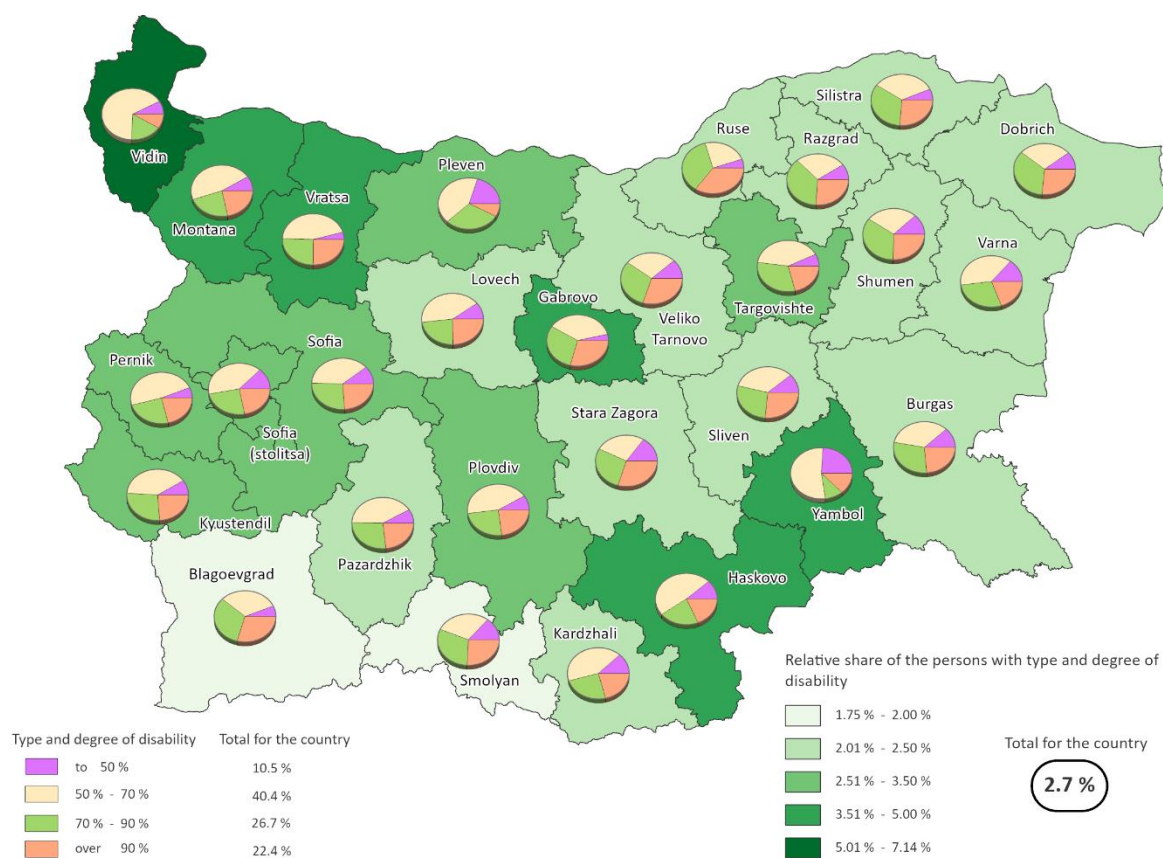 Silistra
Ruse
Razgrad
Dobrich
Vidin
Pleven
Vratsa
Montana
Varna
Shumen
Lovech
Gabrovo
Targovishte
Veliko
Tarnovo
Pernik
Sofia
Sofia
(stolitsa)
Stara Zagora
Sliven
Burgas
Plovdiv
Yambol
Kyustendil
Pazardzhik
Blagoevgrad
Haskovo
Kardzhali
Smolyan
Relative share of the persons with type and degree of
disability
1.75 % - 2.00 %
2.01 % - 2.50 %
2.51 % - 3.50 %
3.51 % - 5.00 %
5.01 % - 7.14 %
Total for the country
2.7 %
Type and degree of disability Total for the country
to 50 % 10.5 %
50 % - 70 % 40.4 %
70 % - 90 % 26.7 %
over 90 % 22.4 %